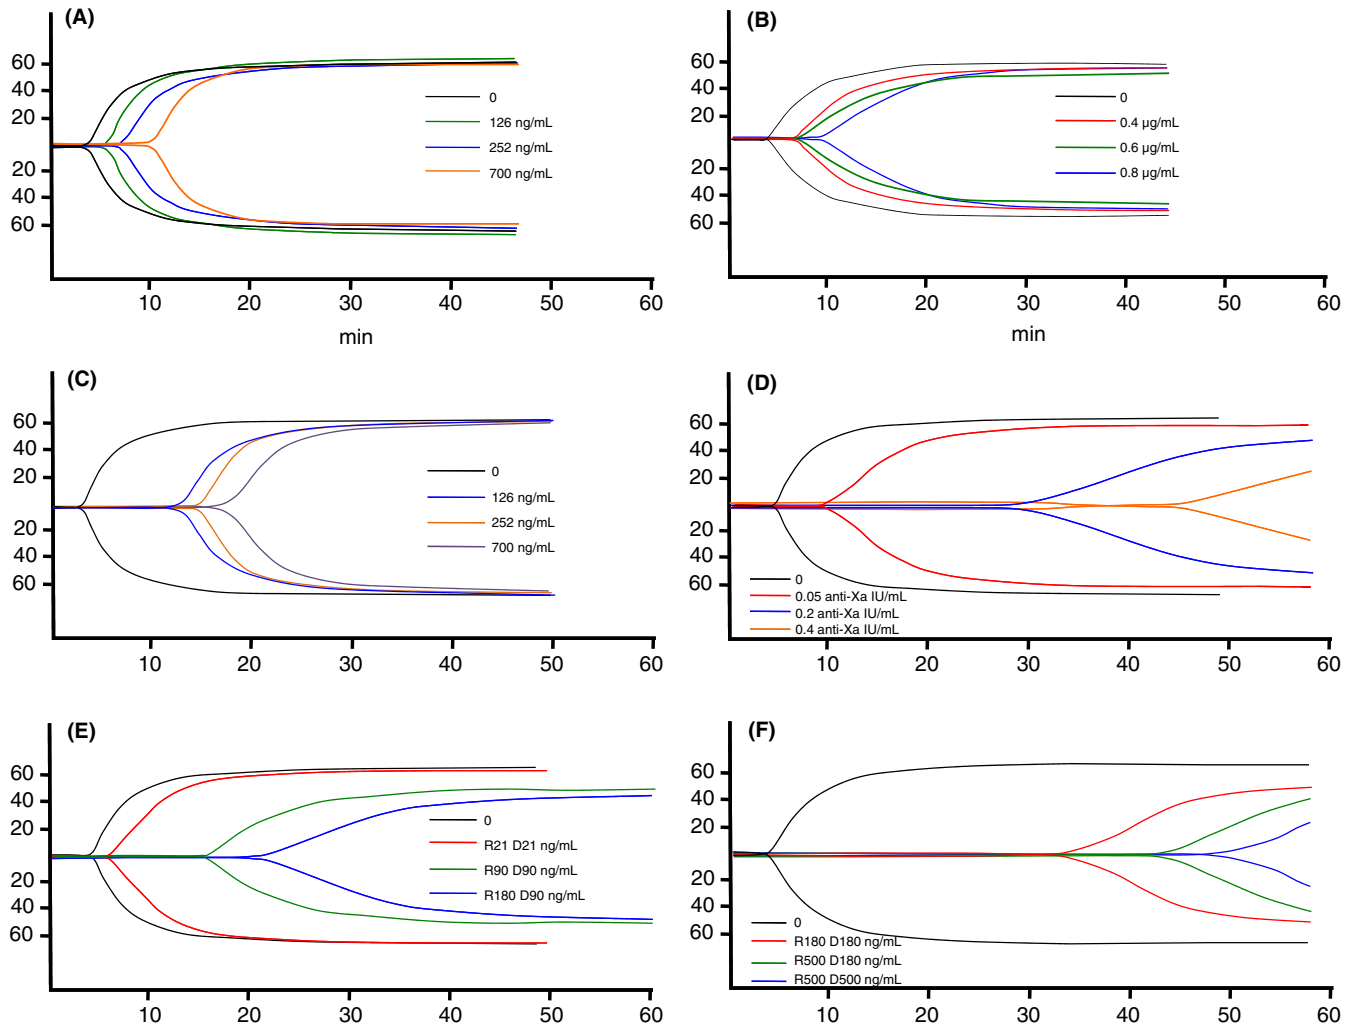 (A)
60
40
20
20
40
60
0
126 ng/mL
252 ng/mL
700 ng/mL
10 20 30 40 50 60
min
(B)
60
40
20
20
40
60
0
0.4 µg/mL
0.6 µg/mL
0.8 µg/mL
10 20 30 40 50 60
min
(C)
60
40
20
20
40
60
0
126 ng/mL
252 ng/mL
700 ng/mL
10 20 30 40 50 60
(D)
60
40
20
20
40
60
0
0.05 anti-Xa IU/mL
0.2 anti-Xa IU/mL
0.4 anti-Xa IU/mL
10 20 30 40 50 60
(E)
60
40
20
20
40
60
0
R21 D21 ng/mL
R90 D90 ng/mL
R180 D90 ng/mL
10 20 30 40 50 60
(F)
60
40
20
20
40
60
0
R180 D180 ng/mL
R500 D180 ng/mL
R500 D500 ng/mL
10 20 30 40 50 60